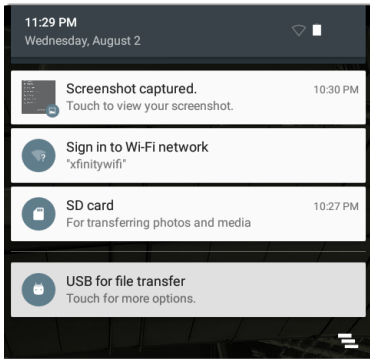 11:29 PM
Wednesday, August 2
Screenshot captured. 10:30 PM
Touch to view your screenshot.
Sign in to Wi-Fi network
"xfinitywifi"
SD card 10:27 PM
For transferring photos and media
USB for file transfer
Touch for more options.